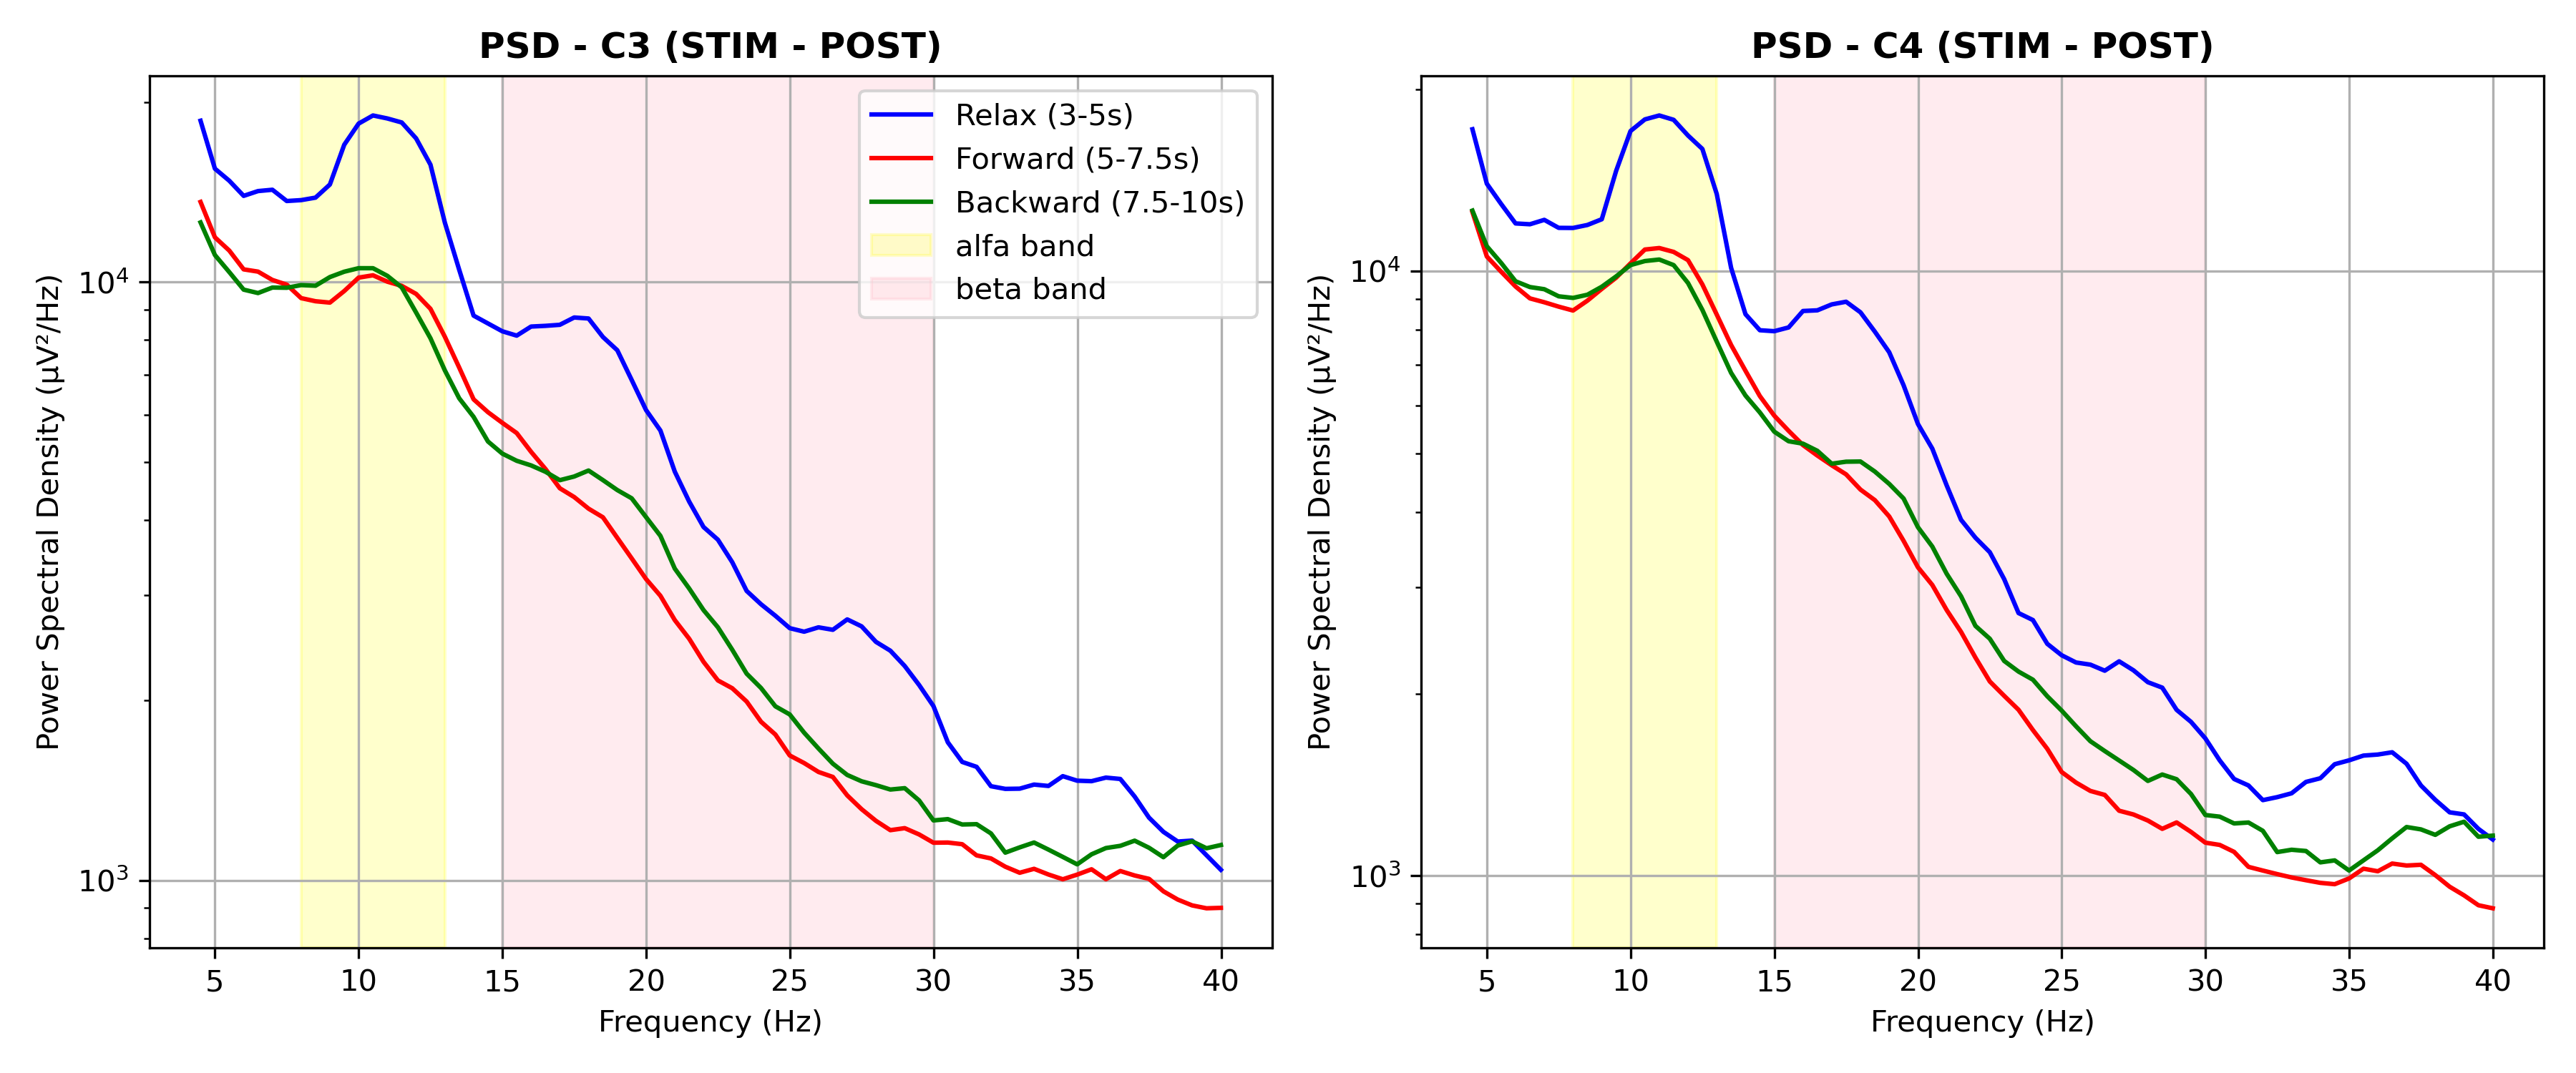 PSD - C3 (STIM - POST)
Power Spectral Density (µV²/Hz)
10⁴
10³
5 10 15 20 25 30 35 40
Frequency (Hz)
Relax (3-5s)
Forward (5-7.5s)
Backward (7.5-10s)
alfa band
beta band
PSD - C4 (STIM - POST)
Power Spectral Density (µV²/Hz)
10⁴
10³
5 10 15 20 25 30 35 40
Frequency (Hz)